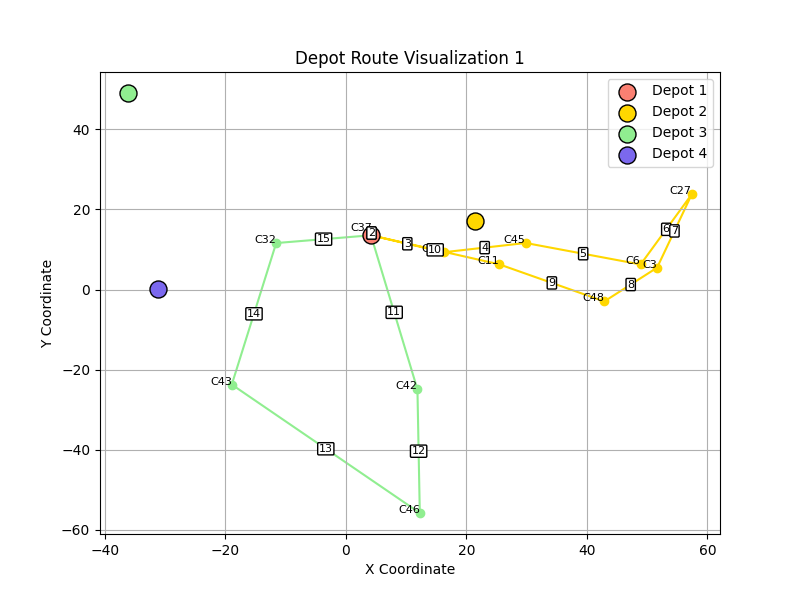 Depot Route Visualization 1
Depot 1
Depot 2
Depot 3
Depot 4
Y Coordinate
40
20
0
−20
−40
−60
C27
C32
15
C37
2
3
10
4
C45
5
6
7
C6
C3
C11
9
8
C48
14
11
C43
C42
13
12
C46
−40
−20
0
20
40
60
X Coordinate